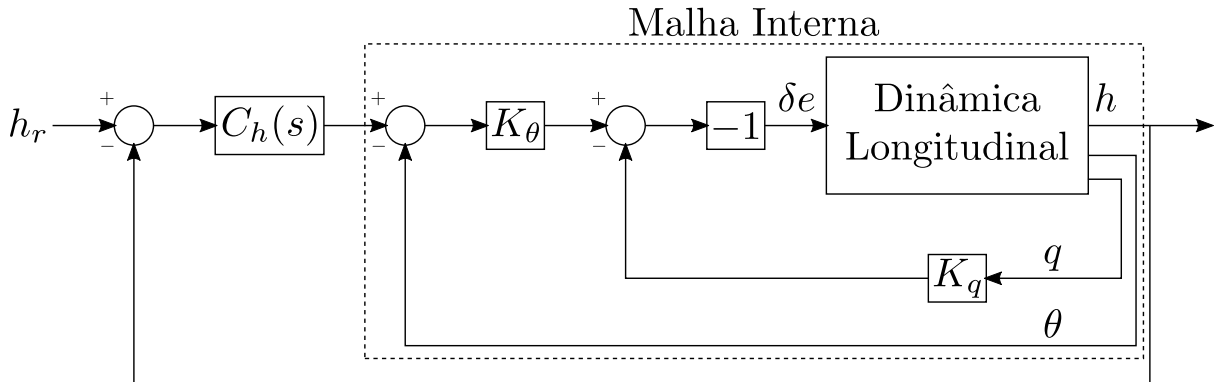 Malha Interna
h_r + − C_h(s) + − K_θ + − −1 δe Dinâmica h
Longitudinal
K_q q
θ